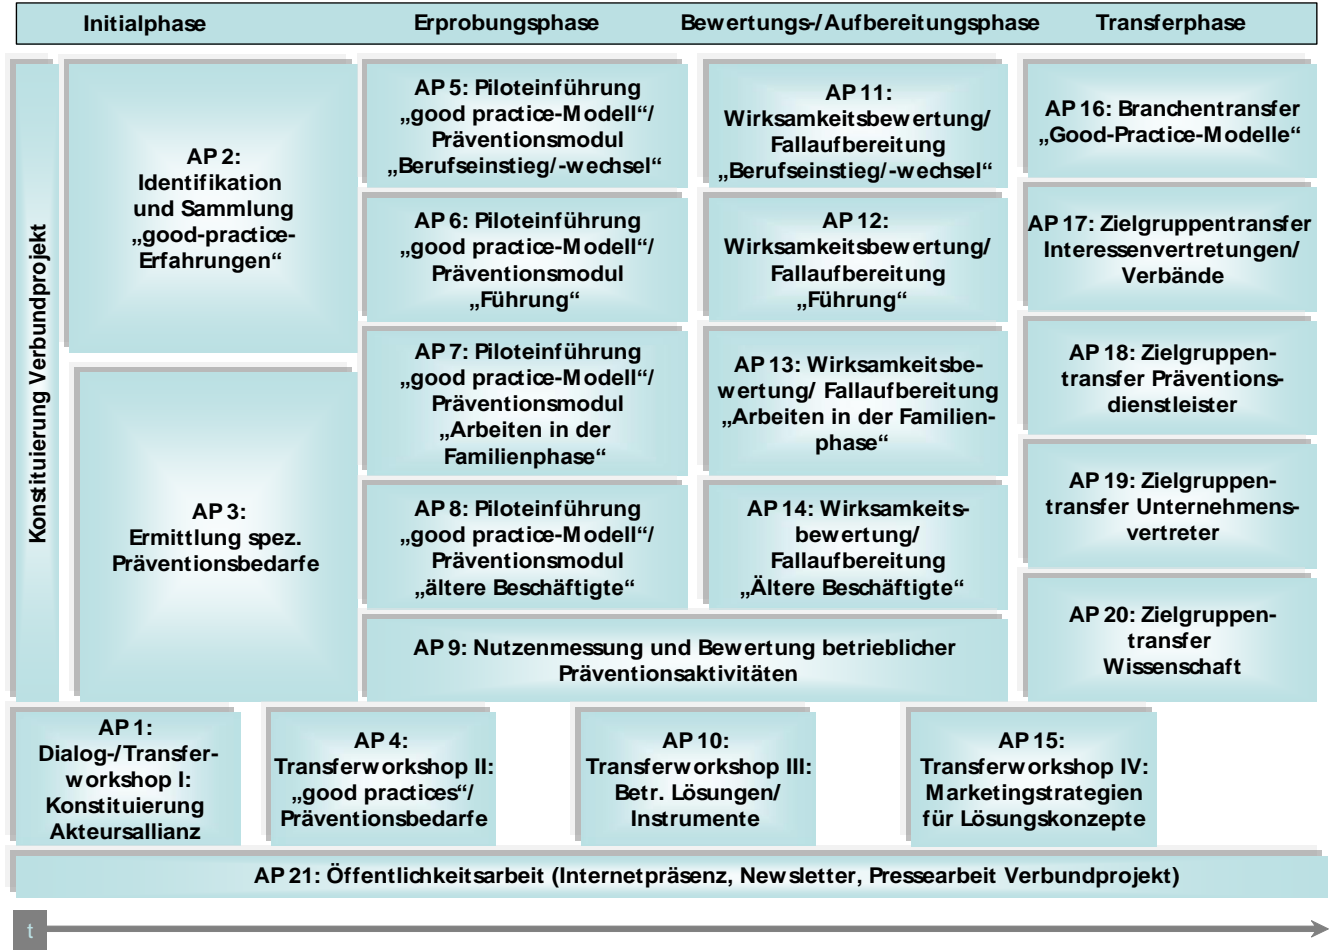 Initialphase
Erprobungsphase
Bewertungs-/Aufbereitungsphase
Transferphase
Konstituierung Verbundprojekt
AP 2:
Identifikation
und Sammlung
„good-practice-
Erfahrungen“
AP 3:
Ermittlung spez.
Präventionsbedarfe
AP 5: Piloteinführung
„good practice-Modell“/
Präventionsmodul
„Berufseinstieg/-wechsel“
AP 6: Piloteinführung
„good practice-Modell“/
Präventionsmodul
„Führung“
AP 7: Piloteinführung
„good practice-Modell“/
Präventionsmodul
„Arbeiten in der
Familienphase“
AP 8: Piloteinführung
„good practice-Modell“/
Präventionsmodul
„ältere Beschäftigte“
AP 11:
Wirksamkeitsbewertung/
Fallaufbereitung
„Berufseinstieg/-wechsel“
AP 12:
Wirksamkeitsbewertung/
Fallaufbereitung
„Führung“
AP 13: Wirksamkeitsbe-
wertung/ Fallaufbereitung
„Arbeiten in der Familien-
phase“
AP 14: Wirksamkeits-
bewertung/
Fallaufbereitung
„Ältere Beschäftigte“
AP 9: Nutzenmessung und Bewertung betrieblicher
Präventionsaktivitäten
AP 16: Branchentransfer
„Good-Practice-Modelle“
AP 17: Zielgruppentransfer
Interessenvertretungen/
Verbände
AP 18: Zielgruppen-
transfer Präventions-
dienstleister
AP 19: Zielgruppen-
transfer Unternehmens-
vertreter
AP 20: Zielgruppen-
transfer
Wissenschaft
AP 1:
Dialog-/Transfer-
workshop I:
Konstituierung
Akteursallianz
AP 4:
Transferworkshop II:
„good practices“/
Präventionsbedarfe
AP 10:
Transferworkshop III:
Betr. Lösungen/
Instrumente
AP 15:
Transferworkshop IV:
Marketingstrategien
für Lösungskonzepte
AP 21: Öffentlichkeitsarbeit (Internetpräsenz, Newsletter, Pressearbeit Verbundprojekt)
t